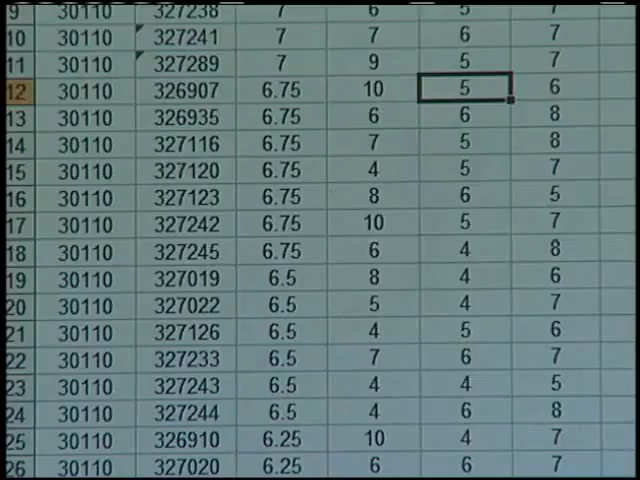 9 30110 327238 7 6 5 7
10 30110 327241 7 7 6 7
11 30110 327289 7 9 5 7
12 30110 326907 6.75 10 5 6
13 30110 326935 6.75 6 6 8
14 30110 327116 6.75 7 5 8
15 30110 327120 6.75 4 5 7
16 30110 327123 6.75 8 6 5
17 30110 327242 6.75 10 5 7
18 30110 327245 6.75 6 4 8
19 30110 327019 6.5 8 4 6
20 30110 327022 6.5 5 4 7
21 30110 327126 6.5 4 5 6
22 30110 327233 6.5 7 6 7
23 30110 327243 6.5 4 4 5
24 30110 327244 6.5 4 6 8
25 30110 326910 6.25 10 4 7
26 30110 327020 6.25 6 6 7